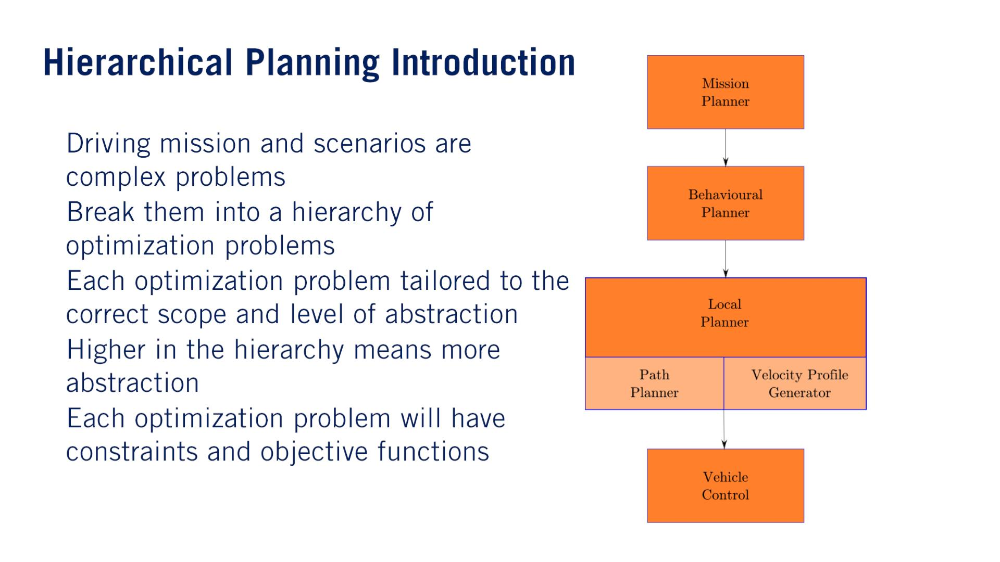 Hierarchical Planning Introduction
Driving mission and scenarios are
complex problems
Break them into a hierarchy of
optimization problems
Each optimization problem tailored to the
correct scope and level of abstraction
Higher in the hierarchy means more
abstraction
Each optimization problem will have
constraints and objective functions
Mission
Planner
Behavioural
Planner
Local
Planner
Path
Planner
Velocity Profile
Generator
Vehicle
Control